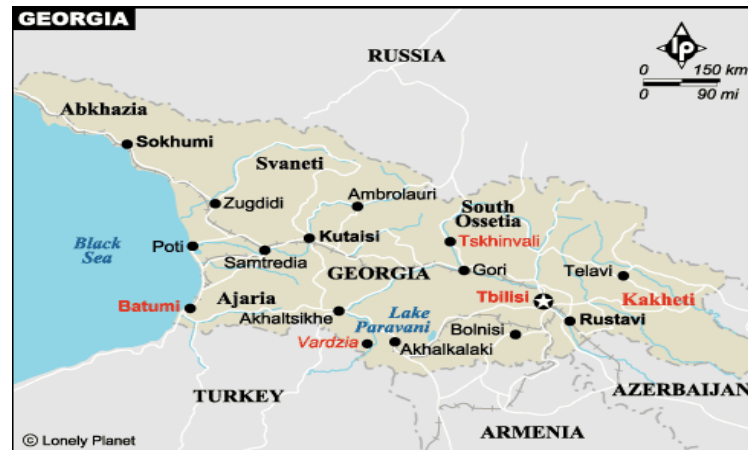 GEORGIA
lp
RUSSIA
0 150 km
0 90 mi
Abkhazia
Sokhumi
Svaneti
Zugdidi
Ambrolauri
South
Ossetia
Tskhinvali
Black
Sea
Poti
Kutaisi
Samtredia
GEORGIA
Gori
Telavi
Batumi
Ajaria
Akhaltsikhe
Lake
Paravani
Tbilisi
Kakheti
Rustavi
Bolnisi
Vardzia
Akhalkalaki
TURKEY
AZERBAIJAN
ARMENIA
© Lonely Planet